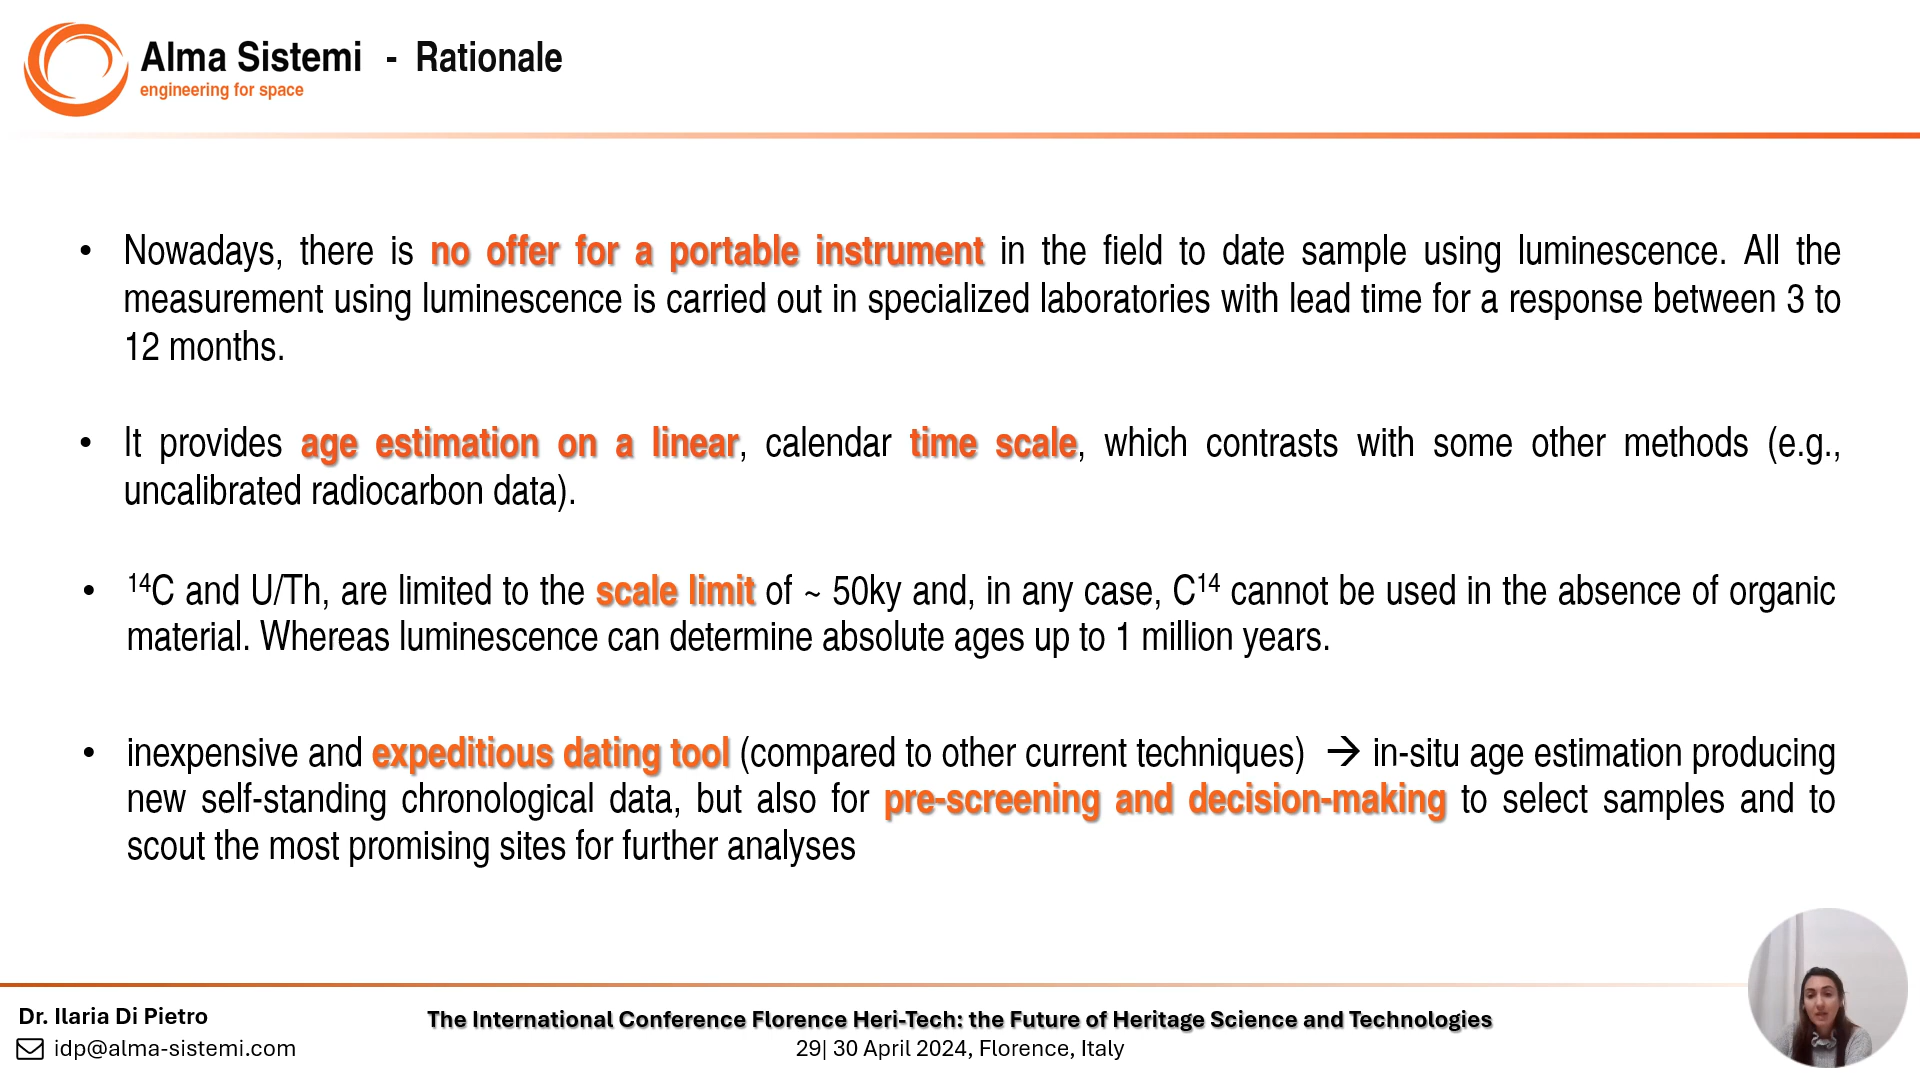 Alma Sistemi - Rationale
engineering for space
• Nowadays, there is no offer for a portable instrument in the field to date sample using luminescence. All the
measurement using luminescence is carried out in specialized laboratories with lead time for a response between 3 to
12 months.
• It provides age estimation on a linear, calendar time scale, which contrasts with some other methods (e.g.,
uncalibrated radiocarbon data).
• ¹⁴C and U/Th, are limited to the scale limit of ~ 50ky and, in any case, C¹⁴ cannot be used in the absence of organic
material. Whereas luminescence can determine absolute ages up to 1 million years.
• inexpensive and expeditious dating tool (compared to other current techniques) → in-situ age estimation producing
new self-standing chronological data, but also for pre-screening and decision-making to select samples and to
scout the most promising sites for further analyses
Dr. Ilaria Di Pietro
idp@alma-sistemi.com
The International Conference Florence Heri-Tech: the Future of Heritage Science and Technologies
29| 30 April 2024, Florence, Italy